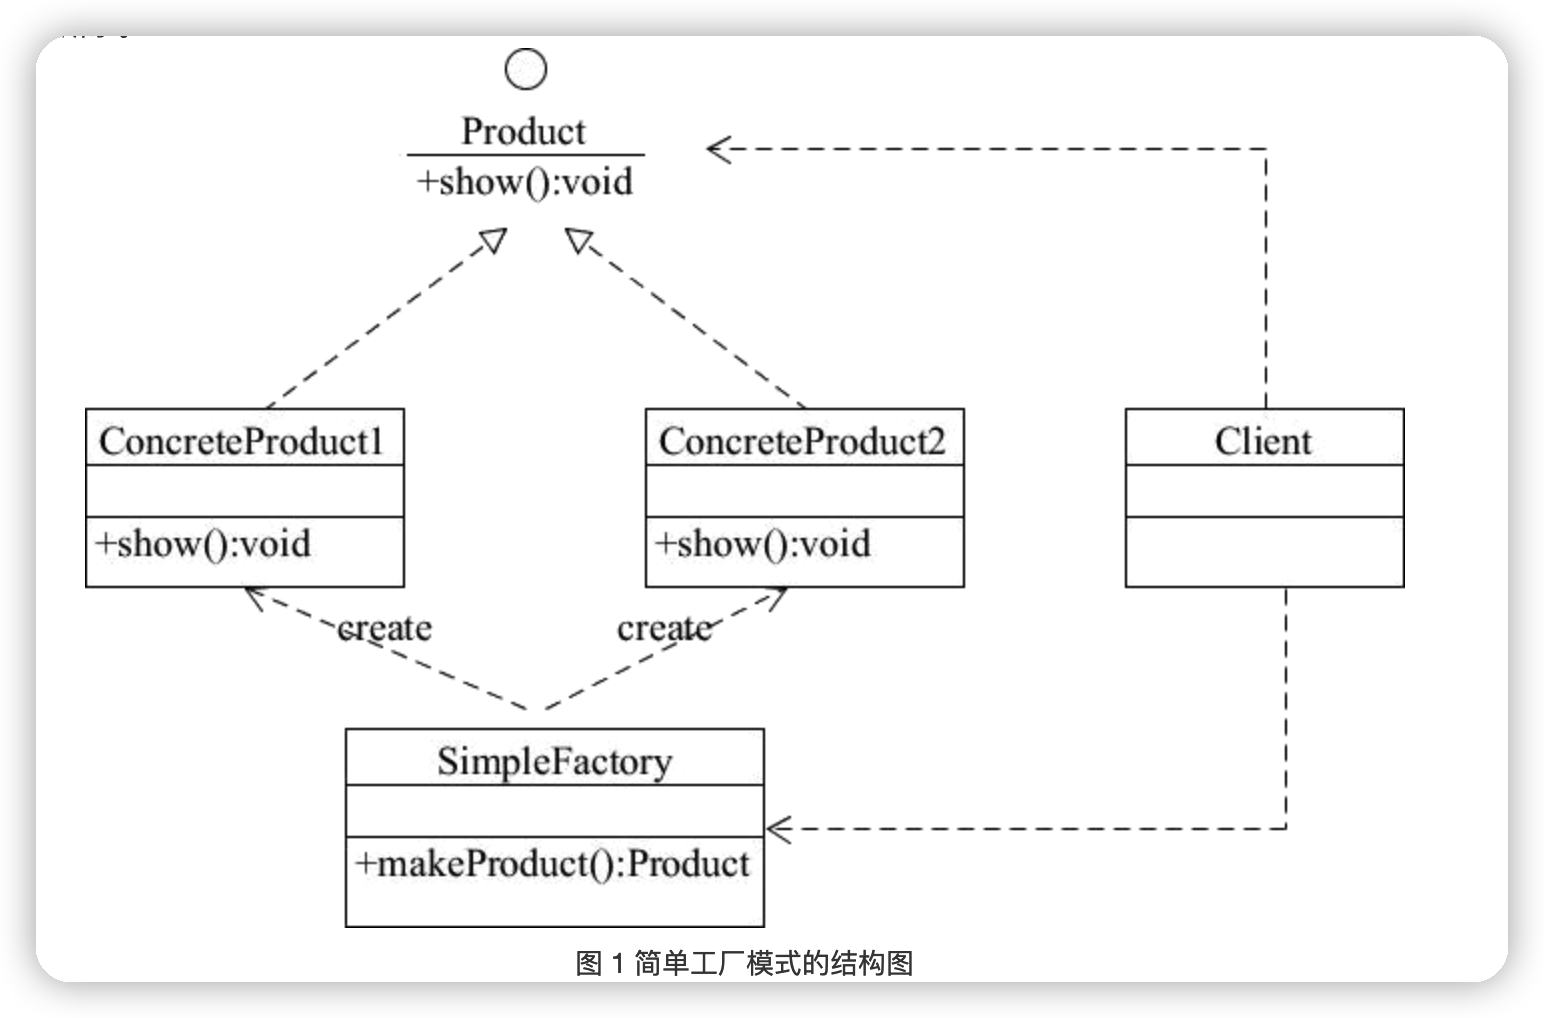 Product
+show():void
ConcreteProduct1
+show():void
ConcreteProduct2
+show():void
Client
create
create
SimpleFactory
+makeProduct():Product
图 1 简单工厂模式的结构图